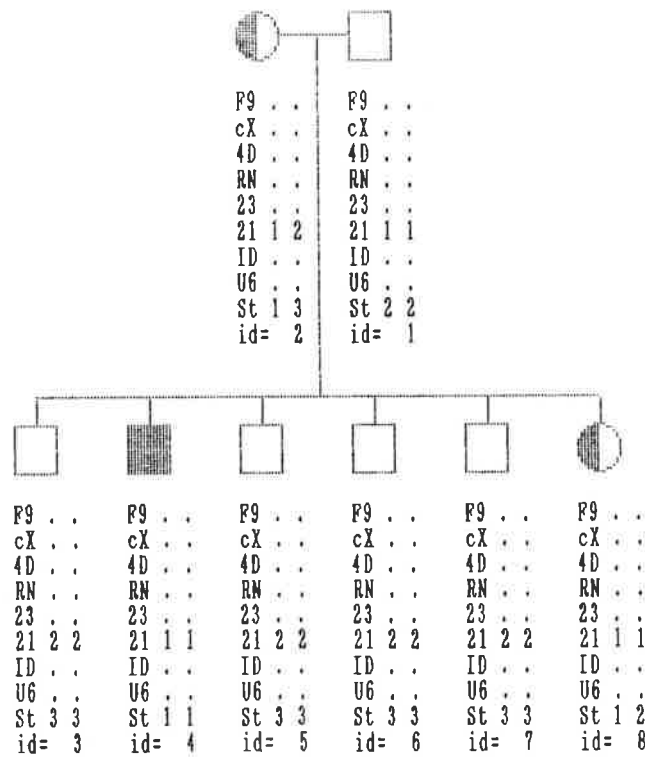 F9 . . F9 . .
cX . . cX . .
4D . . 4D . .
RN . . RN . .
23 . . 23 . .
21 1 2 21 1 1
ID . . ID . .
U6 . . U6 . .
St 1 3 St 2 2
id= 2 id= 1
F9 . . F9 . . F9 . . F9 . . F9 . . F9 . .
cX . . cX . . cX . . cX . . cX . . cX . .
4D . . 4D . . 4D . . 4D . . 4D . . 4D . .
RN . . RN . . RN . . RN . . RN . . RN . .
23 . . 23 . . 23 . . 23 . . 23 . . 23 . .
21 2 2 21 1 1 21 2 2 21 2 2 21 2 2 21 1 1
ID . . ID . . ID . . ID . . ID . . ID . .
U6 . . U6 . . U6 . . U6 . . U6 . . U6 . .
St 3 3 St 1 1 St 3 3 St 3 3 St 3 3 St 1 2
id= 3 id= 4 id= 5 id= 6 id= 7 id= 8